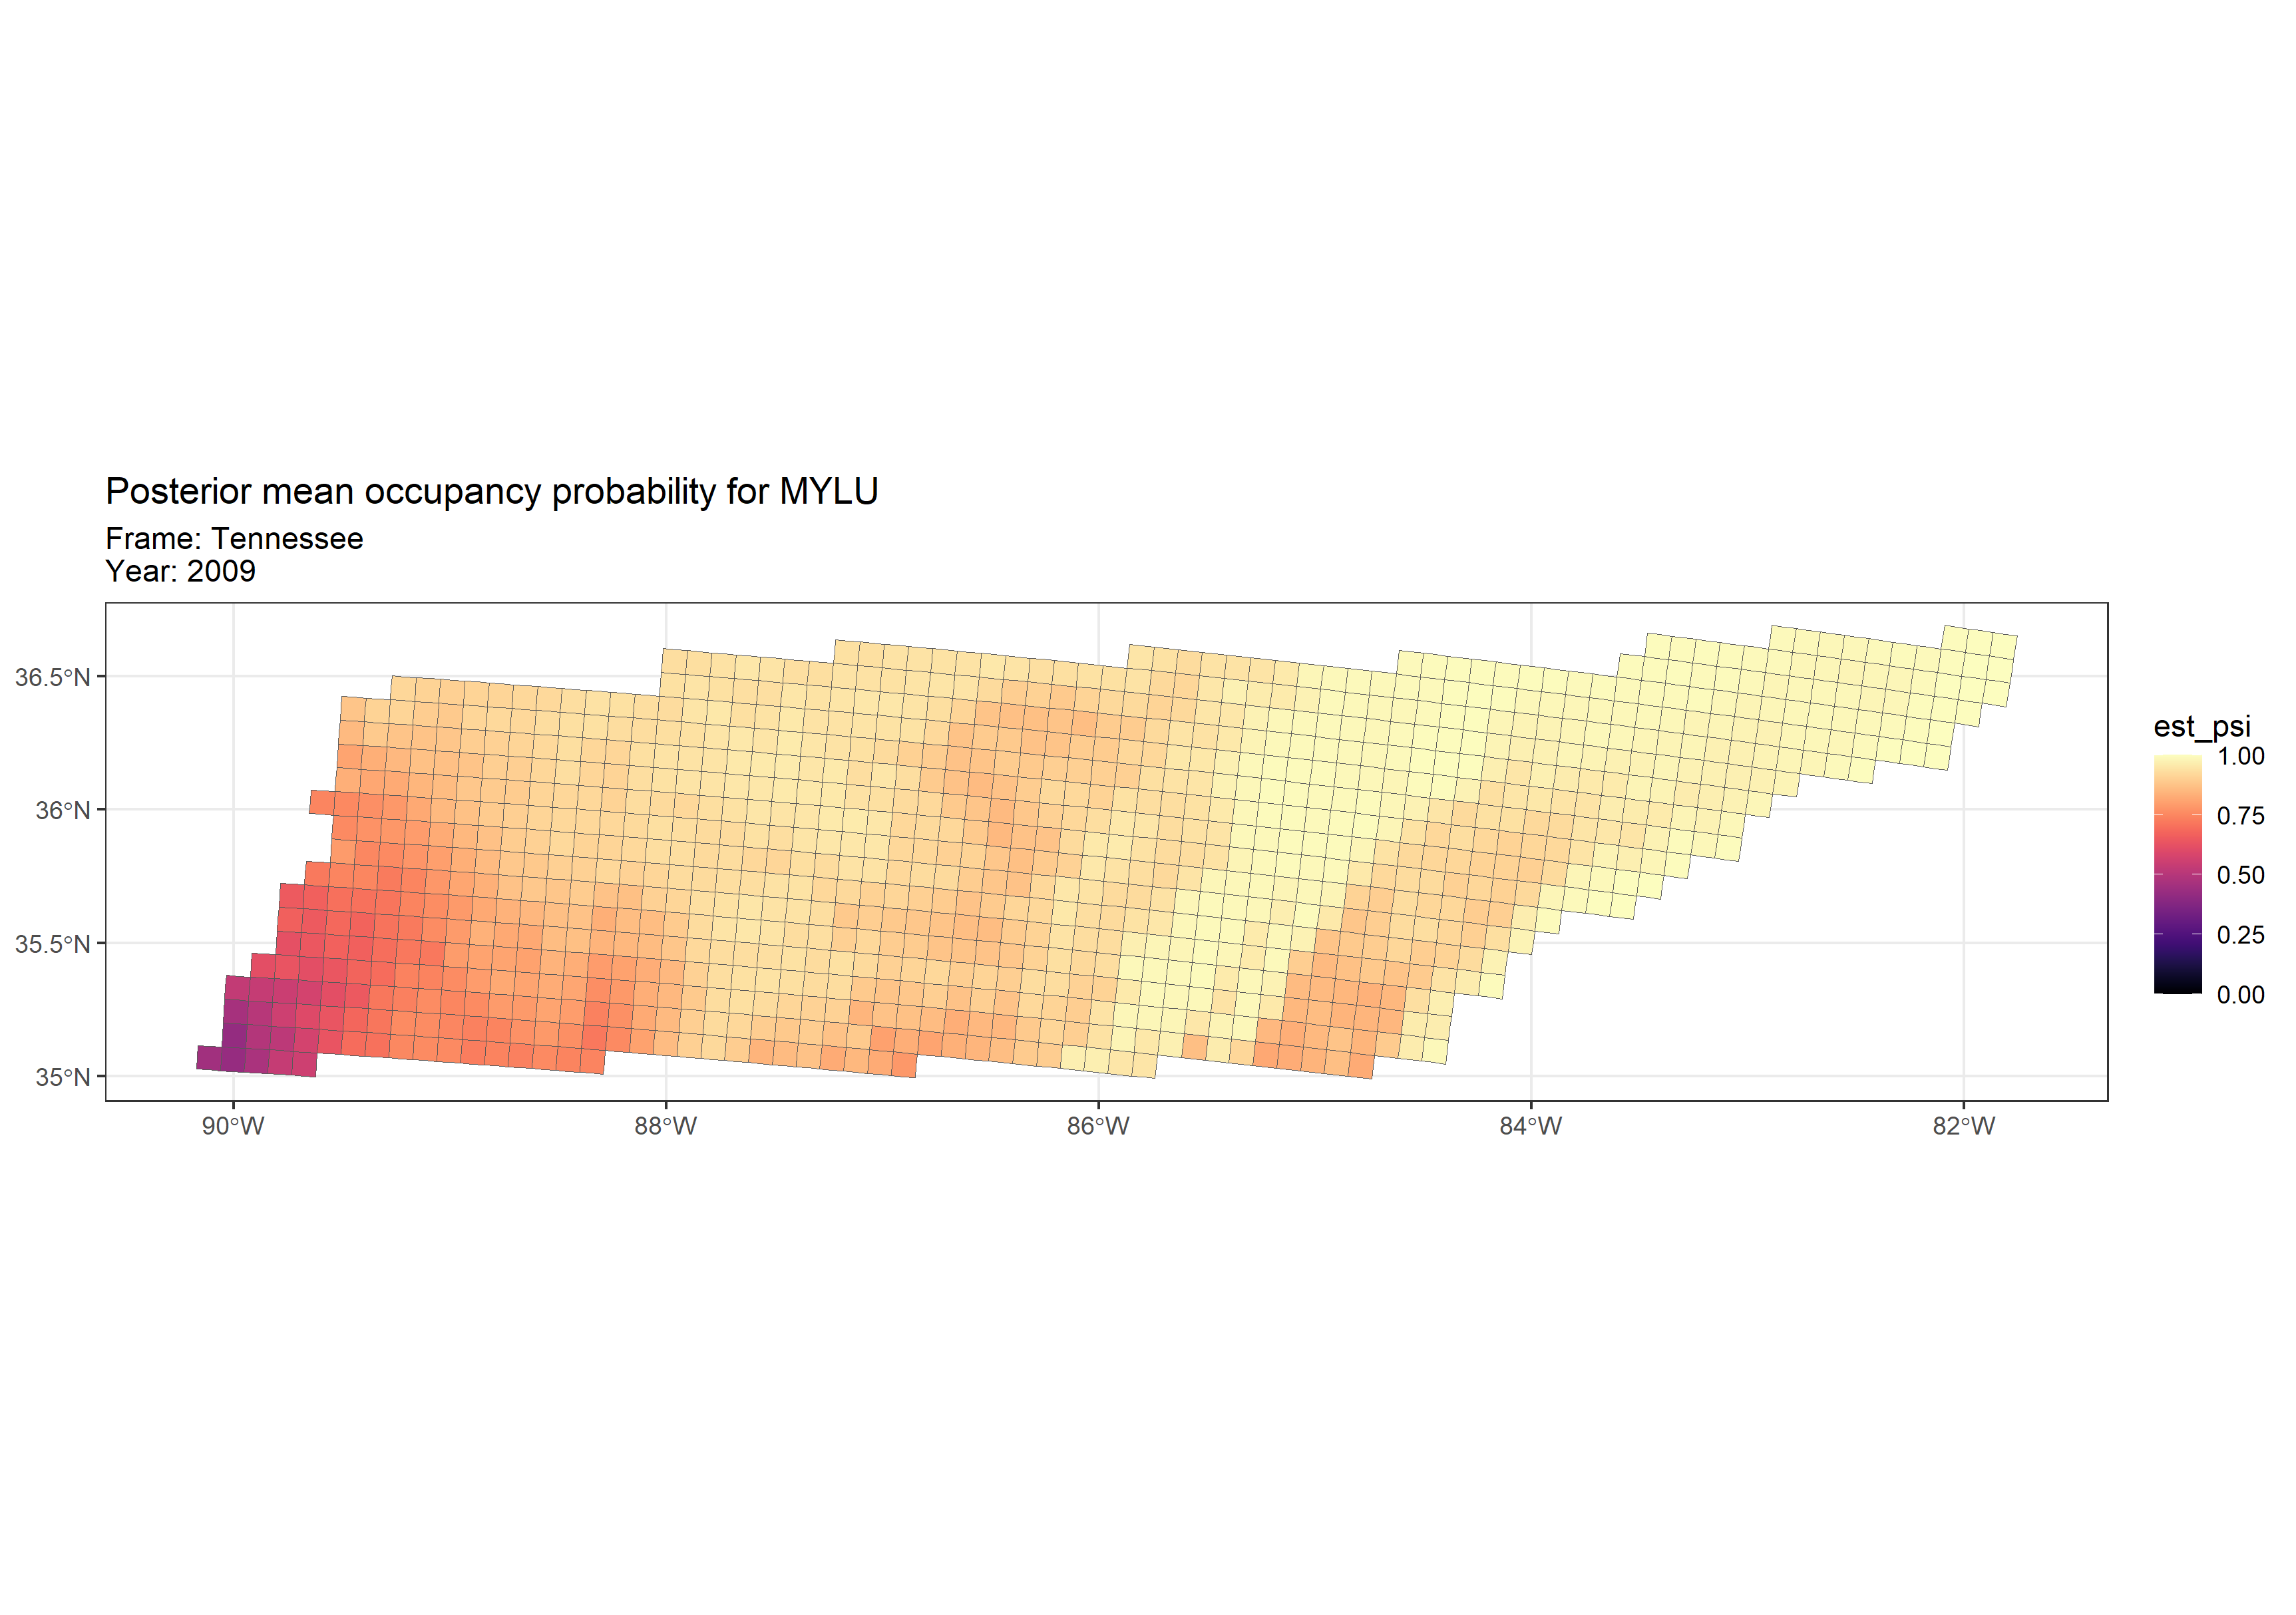 Posterior mean occupancy probability for MYLU
Frame: Tennessee
Year: 2009
36.5°N
36°N
35.5°N
35°N
90°W
88°W
86°W
84°W
82°W
est_psi
1.00
0.75
0.50
0.25
0.00